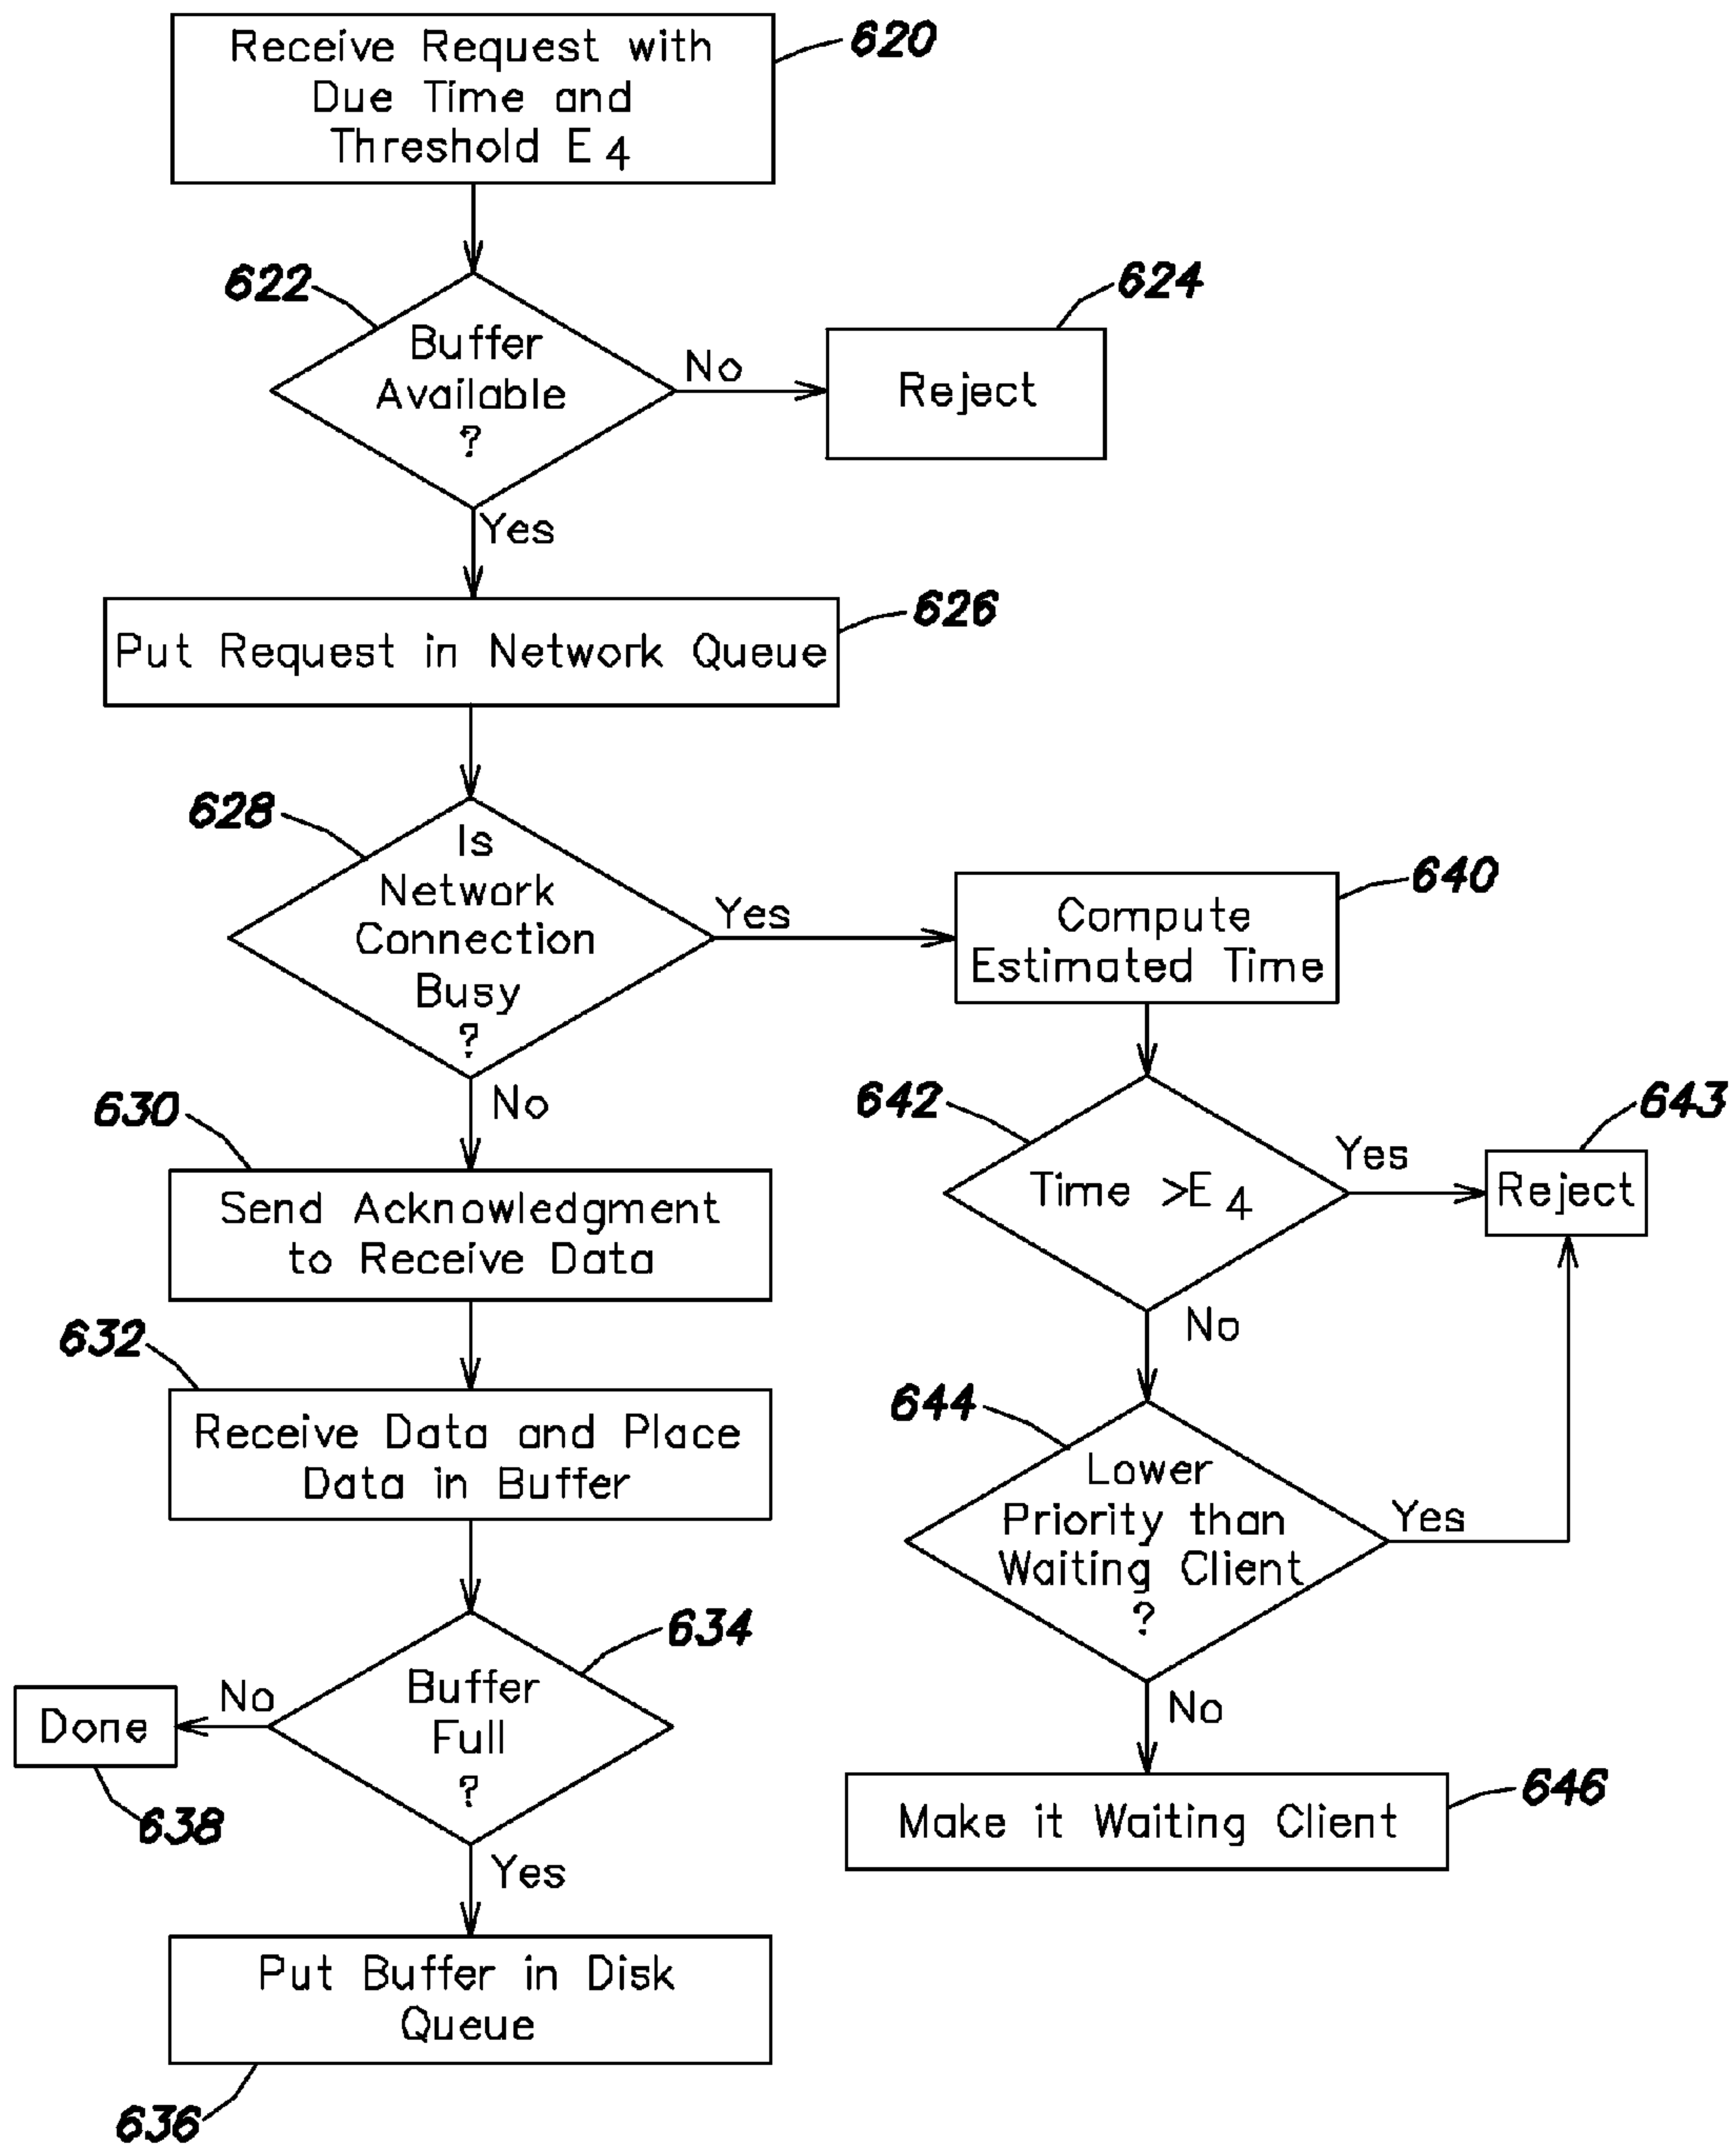 Receive Request with
Due Time and
Threshold E4
620
622
Buffer
Available
?
No
624
Reject
Yes
626
Put Request in Network Queue
628
Is
Network
Connection
Busy
?
Yes
640
Compute
Estimated Time
No
630
Send Acknowledgment
to Receive Data
642
Time >E4
Yes
643
Reject
No
632
Receive Data and Place
Data in Buffer
644
Lower
Priority than
Waiting Client
?
Yes
634
Buffer
Full
?
No
Done
638
No
646
Make it Waiting Client
Yes
Put Buffer in Disk
Queue
636